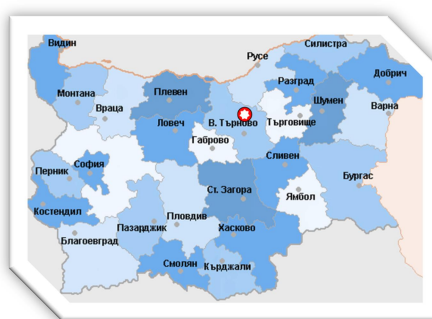 Видин
Силистра
Русе
Добрич
Разград
Монтана
Плевен
Шумен
Варна
Враца
Ловеч
В. Търново
Търговище
Габрово
София
Сливен
Перник
Бургас
Ст. Загора
Ямбол
Костендил
Пловдив
Пазарджик
Хасково
Благоевград
Смолян
Кърджали